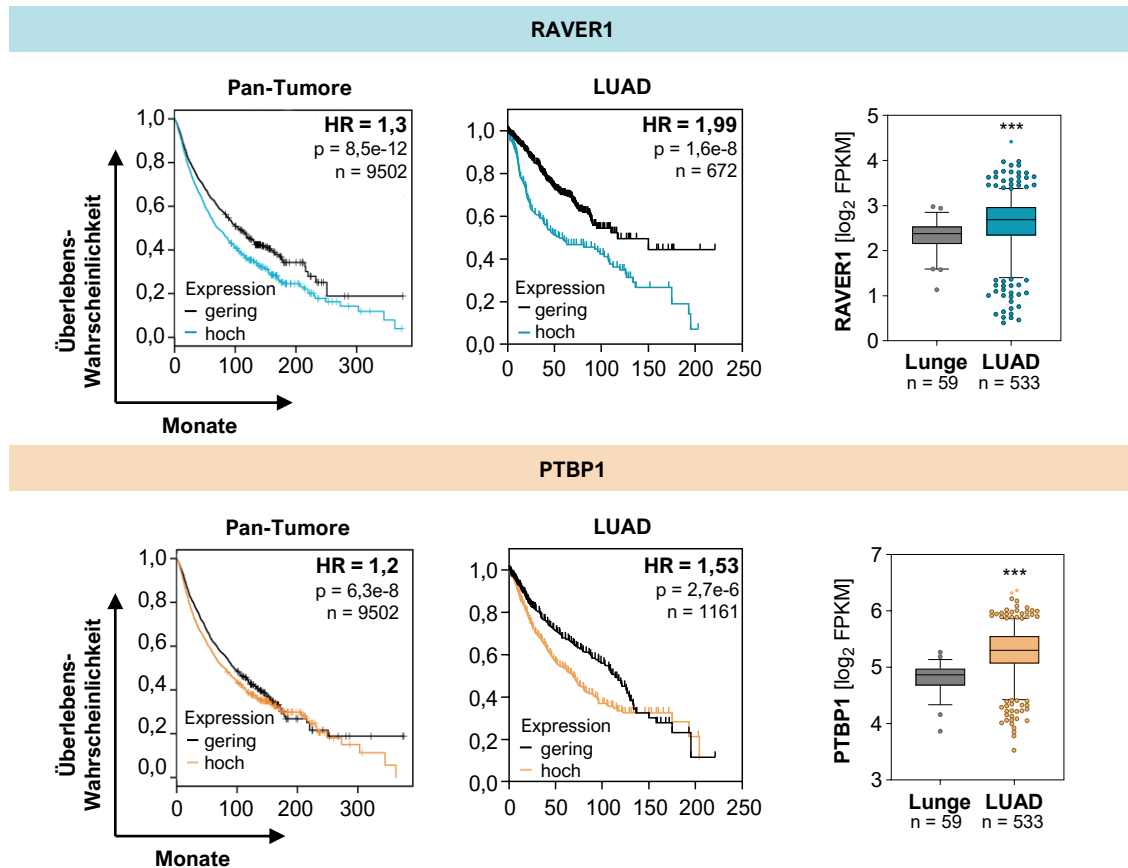 RAVER1
Pan-Tumore
HR = 1,3
p = 8,5e-12
n = 9502
1,0
0,8
0,6
0,4
0,2
0,0
Expression
gering
hoch
0 100 200 300
Überlebens-
Wahrscheinlichkeit
Monate
LUAD
HR = 1,99
p = 1,6e-8
n = 672
1,0
0,8
0,6
0,4
0,2
0,0
Expression
gering
hoch
0 50 100 150 200 250
RAVER1 [log2 FPKM]
5
4
3
2
1
0
***
Lunge LUAD
n = 59 n = 533
PTBP1
Pan-Tumore
HR = 1,2
p = 6,3e-8
n = 9502
1,0
0,8
0,6
0,4
0,2
0,0
Expression
gering
hoch
0 100 200 300
Überlebens-
Wahrscheinlichkeit
Monate
LUAD
HR = 1,53
p = 2,7e-6
n = 1161
1,0
0,8
0,6
0,4
0,2
0,0
Expression
gering
hoch
0 50 100 150 200 250
PTBP1 [log2 FPKM]
7
6
5
4
3
***
Lunge LUAD
n = 59 n = 533